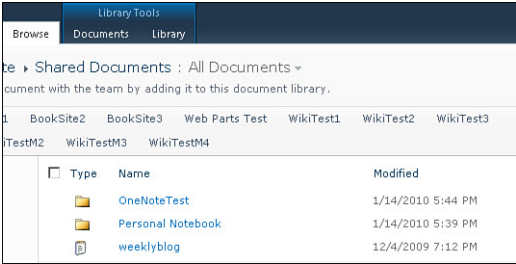 Library Tools
Browse Documents Library
te ▸ Shared Documents : All Documents
cument with the team by adding it to this document library.
1 BookSite2 BookSite3 Web Parts Test WikiTest1 WikiTest2 WikiTest3
iTestM2 WikiTestM3 WikiTestM4
Type Name Modified
OneNoteTest 1/14/2010 5:44 PM
Personal Notebook 1/14/2010 5:39 PM
weeklyblog 12/4/2009 7:12 PM